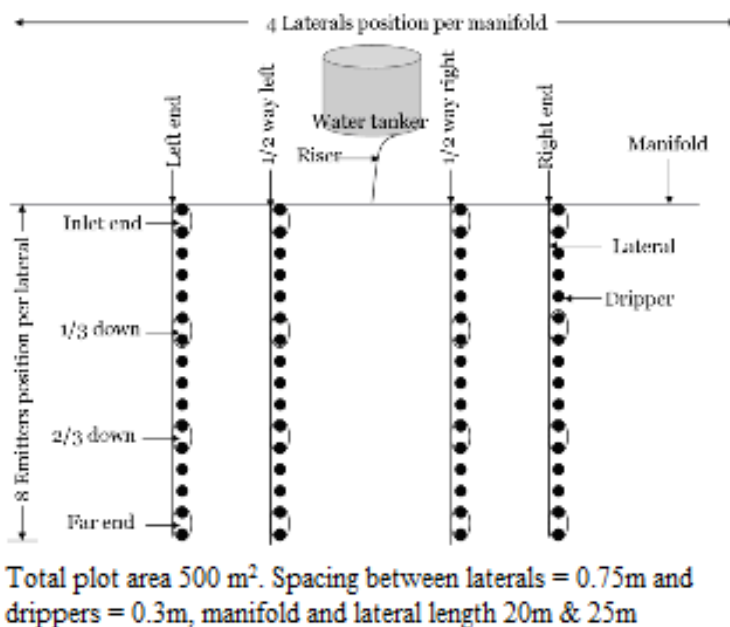 4 Laterals position per manifold
Left end
1/2 way left
Water tanker
Riser
1/2 way right
Right end
Manifold
8 Emitters position per lateral
Inlet end
Lateral
Dripper
1/3 down
2/3 down
Far end
Total plot area 500 m². Spacing between laterals = 0.75m and
drippers = 0.3m, manifold and lateral length 20m & 25m